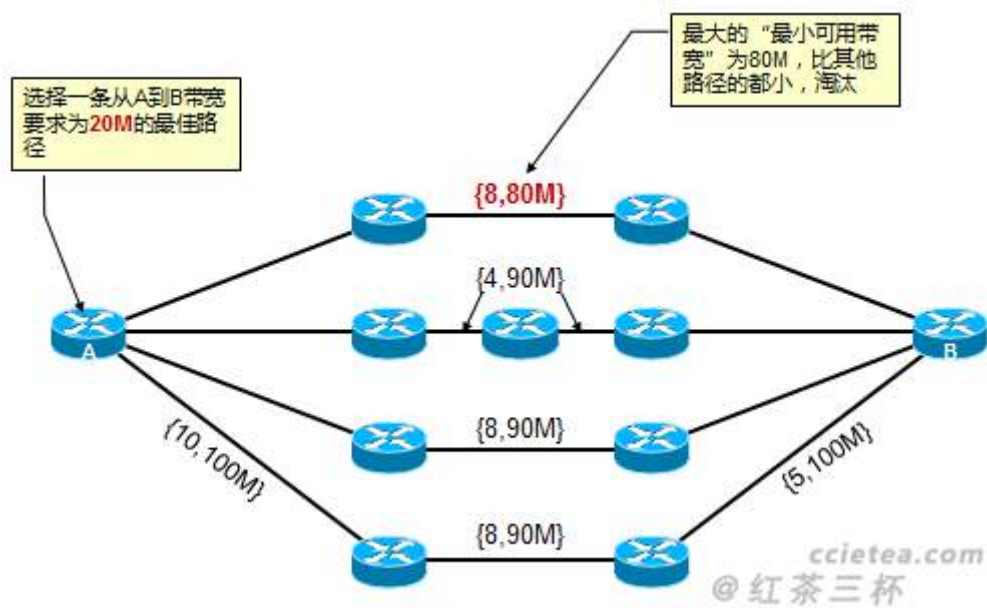 最大的“最小可用带
宽”为80M，比其他
路径的都小，淘汰
选择一条从A到B带宽
要求为20M的最佳路
径
{8,80M}
{4,90M}
A
B
{8,90M}
{10,100M}
{5,100M}
{8,90M}
ccietea.com
@红茶三杯